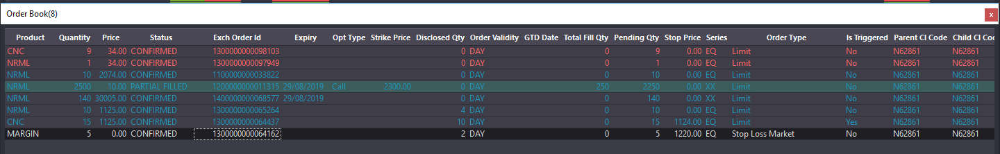 Order Book(8)
x
Product Quantity Price Status Exch Order Id Expiry Opt Type Strike Price Disclosed Qty Order Validity GTD Date Total Fill Qty Pending Qty Stop Price Series Order Type Is Triggered Parent Cl Code Child Cl Cod
CNC 9 34.00 CONFIRMED 1300000000098103 0 DAY 0 9 0.00 EQ Limit No N62861 N62861
NRML 1 34.00 CONFIRMED 1300000000097949 0 DAY 0 1 0.00 EQ Limit No N62861 N62861
NRML 10 2074.00 CONFIRMED 1100000000033822 0 DAY 0 10 0.00 EQ Limit No N62861 N62861
NRML 2500 10.00 PARTIAL FILLED 1200000000011315 29/08/2019 Call 2300.00 0 DAY 250 2250 0.00 XX Limit No N62861 N62861
NRML 140 30005.00 CONFIRMED 1400000000068577 29/08/2019 0 DAY 0 140 0.00 XX Limit No N62861 N62861
NRML 10 1125.00 CONFIRMED 1300000000065264 4 DAY 0 10 0.00 EQ Limit No N62861 N62861
CNC 15 1125.00 CONFIRMED 1300000000064437 10 DAY 0 15 1124.00 EQ Limit Yes N62861 N62861
MARGIN 5 0.00 CONFIRMED 1300000000064162 2 DAY 0 5 1220.00 EQ Stop Loss Market No N62861 N62861